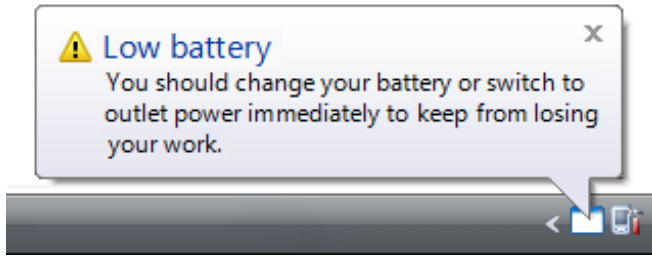 Low battery
You should change your battery or switch to
outlet power immediately to keep from losing
your work.